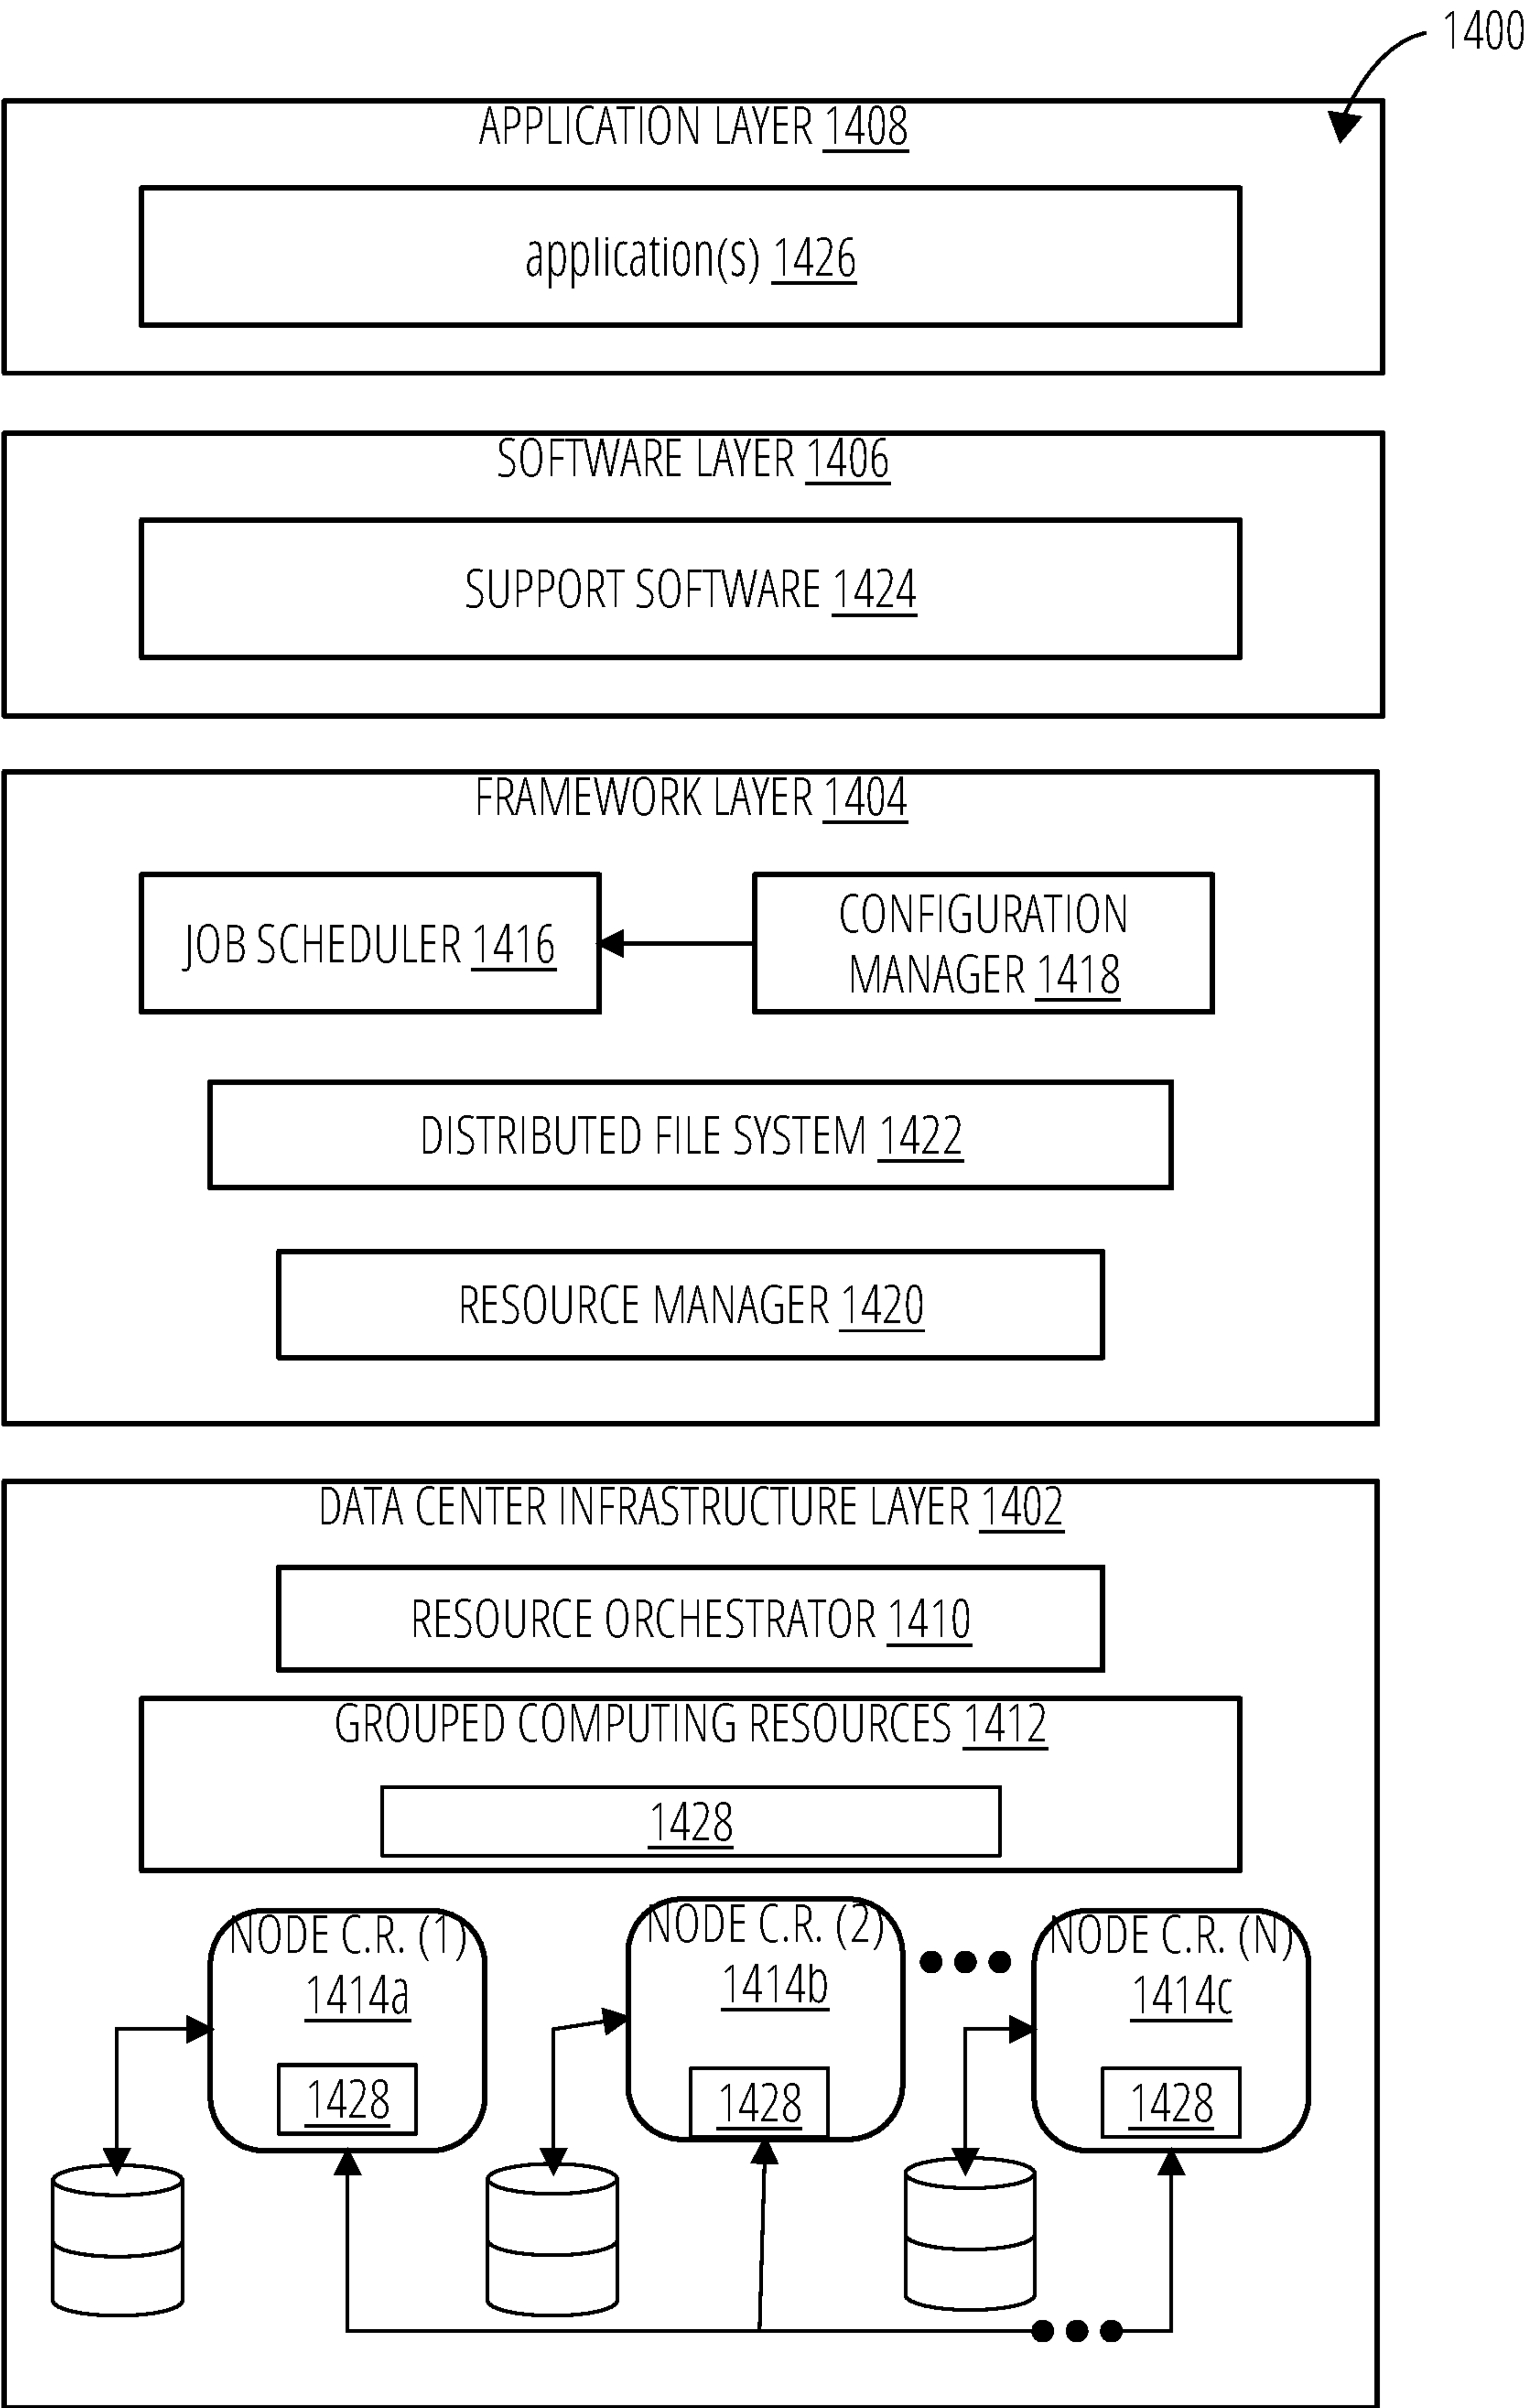 1400
APPLICATION LAYER 1408
application(s) 1426
SOFTWARE LAYER 1406
SUPPORT SOFTWARE 1424
FRAMEWORK LAYER 1404
JOB SCHEDULER 1416
CONFIGURATION
MANAGER 1418
DISTRIBUTED FILE SYSTEM 1422
RESOURCE MANAGER 1420
DATA CENTER INFRASTRUCTURE LAYER 1402
RESOURCE ORCHESTRATOR 1410
GROUPED COMPUTING RESOURCES 1412
1428
NODE C.R. (1)
1414a
1428
NODE C.R. (2)
1414b
1428
NODE C.R. (N)
1414c
1428